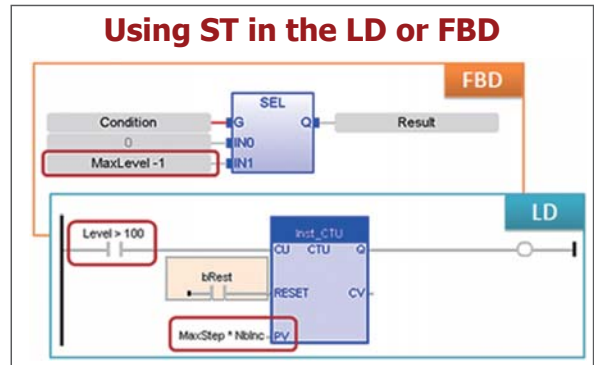 Using ST in the LD or FBD
FBD
SEL
Condition G Q Result
0 IN0
MaxLevel -1 IN1
LD
Level > 100
Inst_CTU
CU CTU Q
bRest
RESET CV
MaxStep * NbInc PV